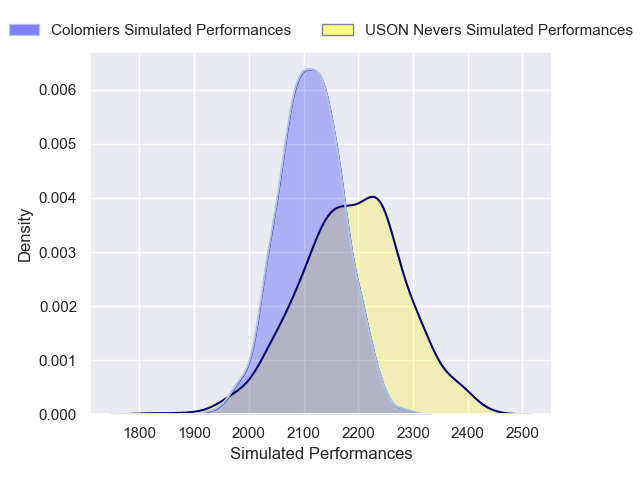 Colomiers Simulated Performances
USON Nevers Simulated Performances
0.006
0.005
0.004
0.003
0.002
0.001
0.000
Density
1800 1900 2000 2100 2200 2300 2400 2500
Simulated Performances